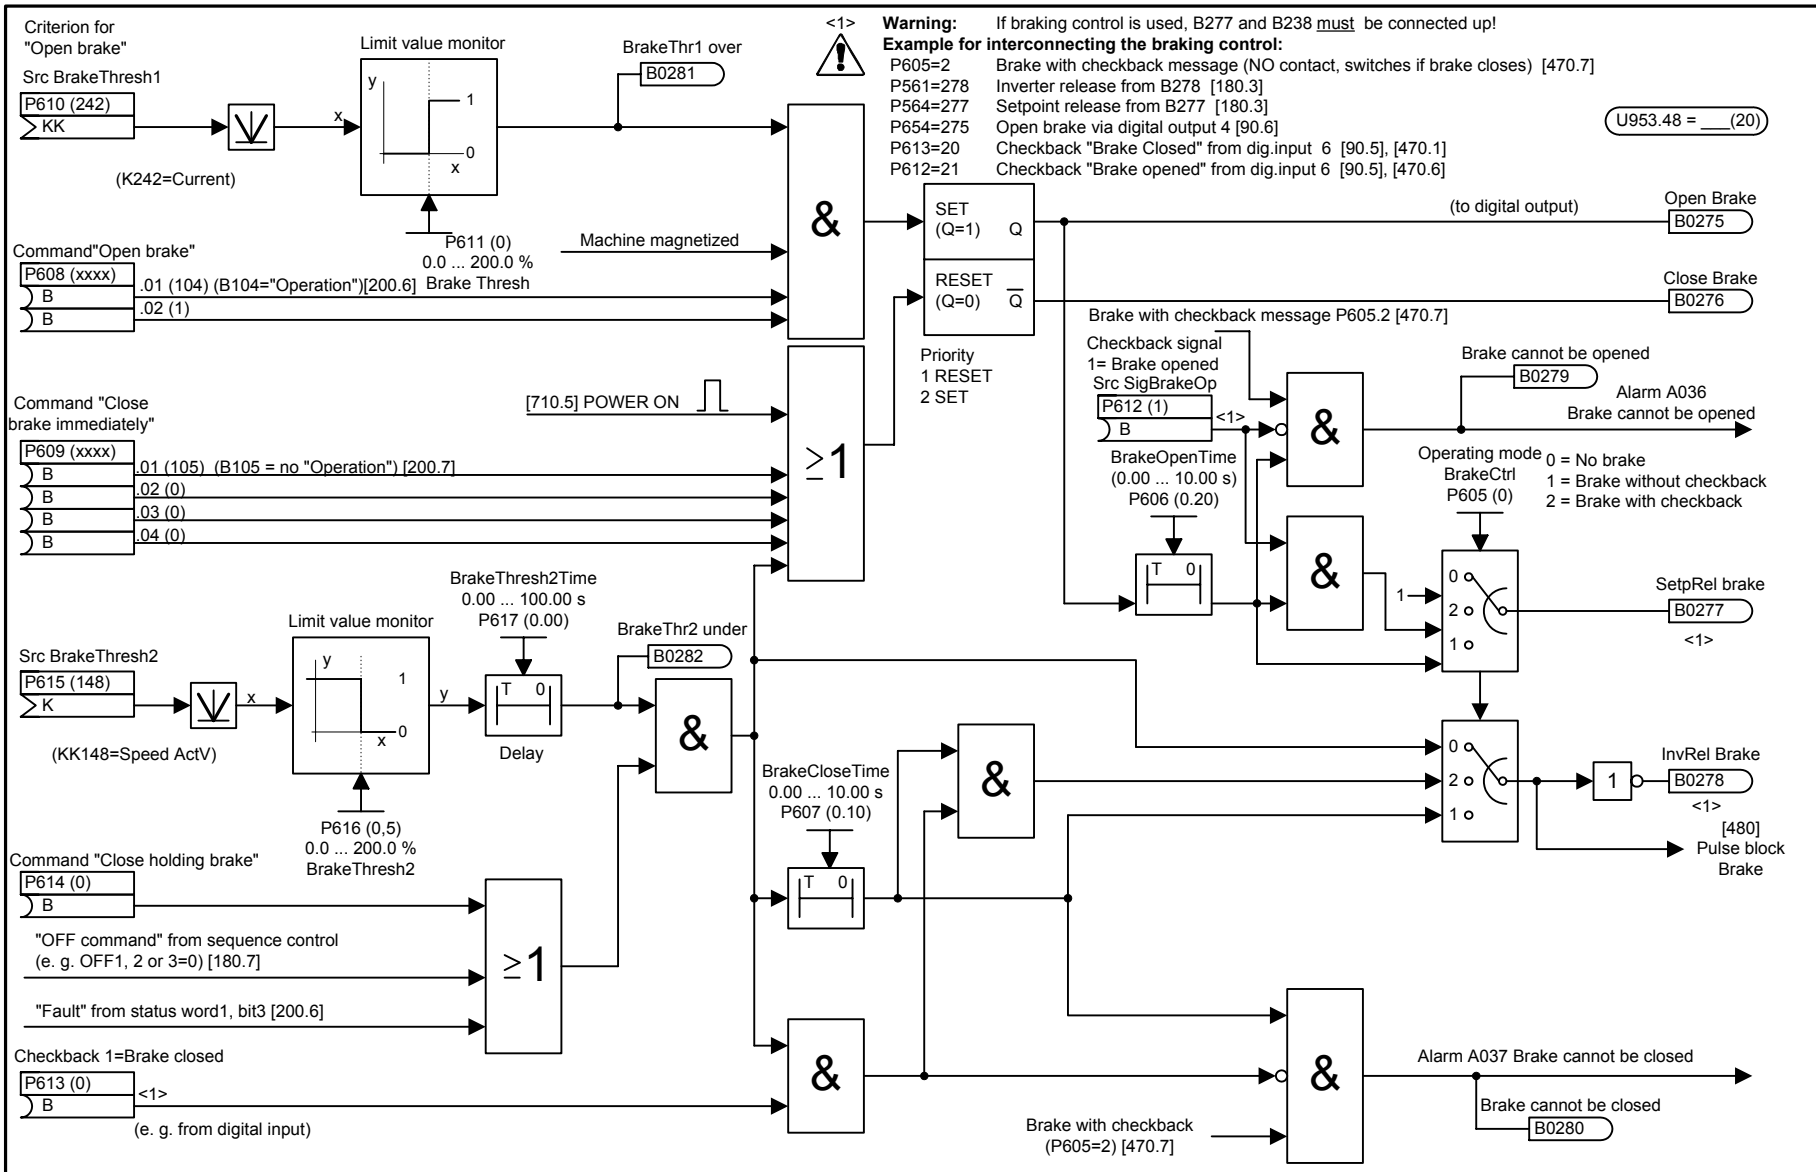 Criterion for
"Open brake"
Src BrakeThresh1
P610 (242)
KK
(K242=Current)
Limit value monitor
y
1
0
x
x
P611 (0)
0.0 ... 200.0 %
Brake Thresh
BrakeThr1 over
B0281
<1>
Warning: If braking control is used, B277 and B238 must be connected up!
Example for interconnecting the braking control:
P605=2 Brake with checkback message (NO contact, switches if brake closes) [470.7]
P561=278 Inverter release from B278 [180.3]
P564=277 Setpoint release from B277 [180.3]
P654=275 Open brake via digital output 4 [90.6]
P613=20 Checkback "Brake Closed" from dig.input 6 [90.5], [470.1]
P612=21 Checkback "Brake opened" from dig.input 6 [90.5], [470.6]
U953.48 = ___(20)
Command"Open brake"
P608 (xxxx)
B
B
.01 (104) (B104="Operation")[200.6]
.02 (1)
Machine magnetized
&
SET
(Q=1) Q
RESET
(Q=0) Q
Priority
1 RESET
2 SET
(to digital output)
Open Brake
B0275
Close Brake
B0276
[710.5] POWER ON
Command "Close
brake immediately"
P609 (xxxx)
B
B
B
B
.01 (105) (B105 = no "Operation") [200.7]
.02 (0)
.03 (0)
.04 (0)
≥1
Brake with checkback message P605.2 [470.7]
Checkback signal
1= Brake opened
Src SigBrakeOp
P612 (1)
B
<1>
&
Brake cannot be opened
B0279
Alarm A036
Brake cannot be opened
BrakeOpenTime
(0.00 ... 10.00 s)
P606 (0.20)
T 0
&
Operating mode
BrakeCtrl
P605 (0)
0 = No brake
1 = Brake without checkback
2 = Brake with checkback
1
0
2
1
SetpRel brake
B0277
<1>
Src BrakeThresh2
P615 (148)
K
(KK148=Speed ActV)
x
Limit value monitor
y
1
0
x
y
P616 (0,5)
0.0 ... 200.0 %
BrakeThresh2
BrakeThresh2Time
0.00 ... 100.00 s
P617 (0.00)
T 0
Delay
BrakeThr2 under
B0282
&
BrakeCloseTime
0.00 ... 10.00 s
P607 (0.10)
T 0
&
0
2
1
1
InvRel Brake
B0278
<1>
[480]
Pulse block
Brake
Command "Close holding brake"
P614 (0)
B
"OFF command" from sequence control
(e. g. OFF1, 2 or 3=0) [180.7]
"Fault" from status word1, bit3 [200.6]
≥1
Checkback 1=Brake closed
P613 (0)
B
<1>
(e. g. from digital input)
&
Brake with checkback
(P605=2) [470.7]
&
Alarm A037 Brake cannot be closed
Brake cannot be closed
B0280